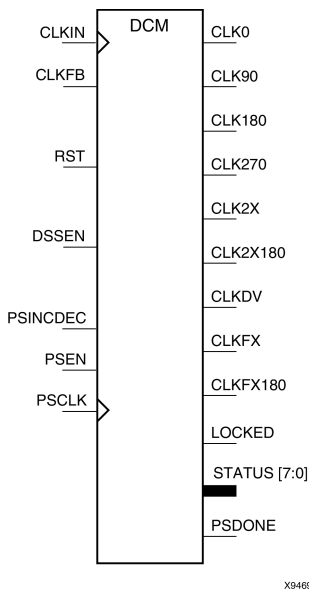 DCM
CLKIN
CLKFB
RST
DSSEN
PSINCDEC
PSEN
PSCLK
CLK0
CLK90
CLK180
CLK270
CLK2X
CLK2X180
CLKDV
CLKFX
CLKFX180
LOCKED
STATUS [7:0]
PSDONE
X9469